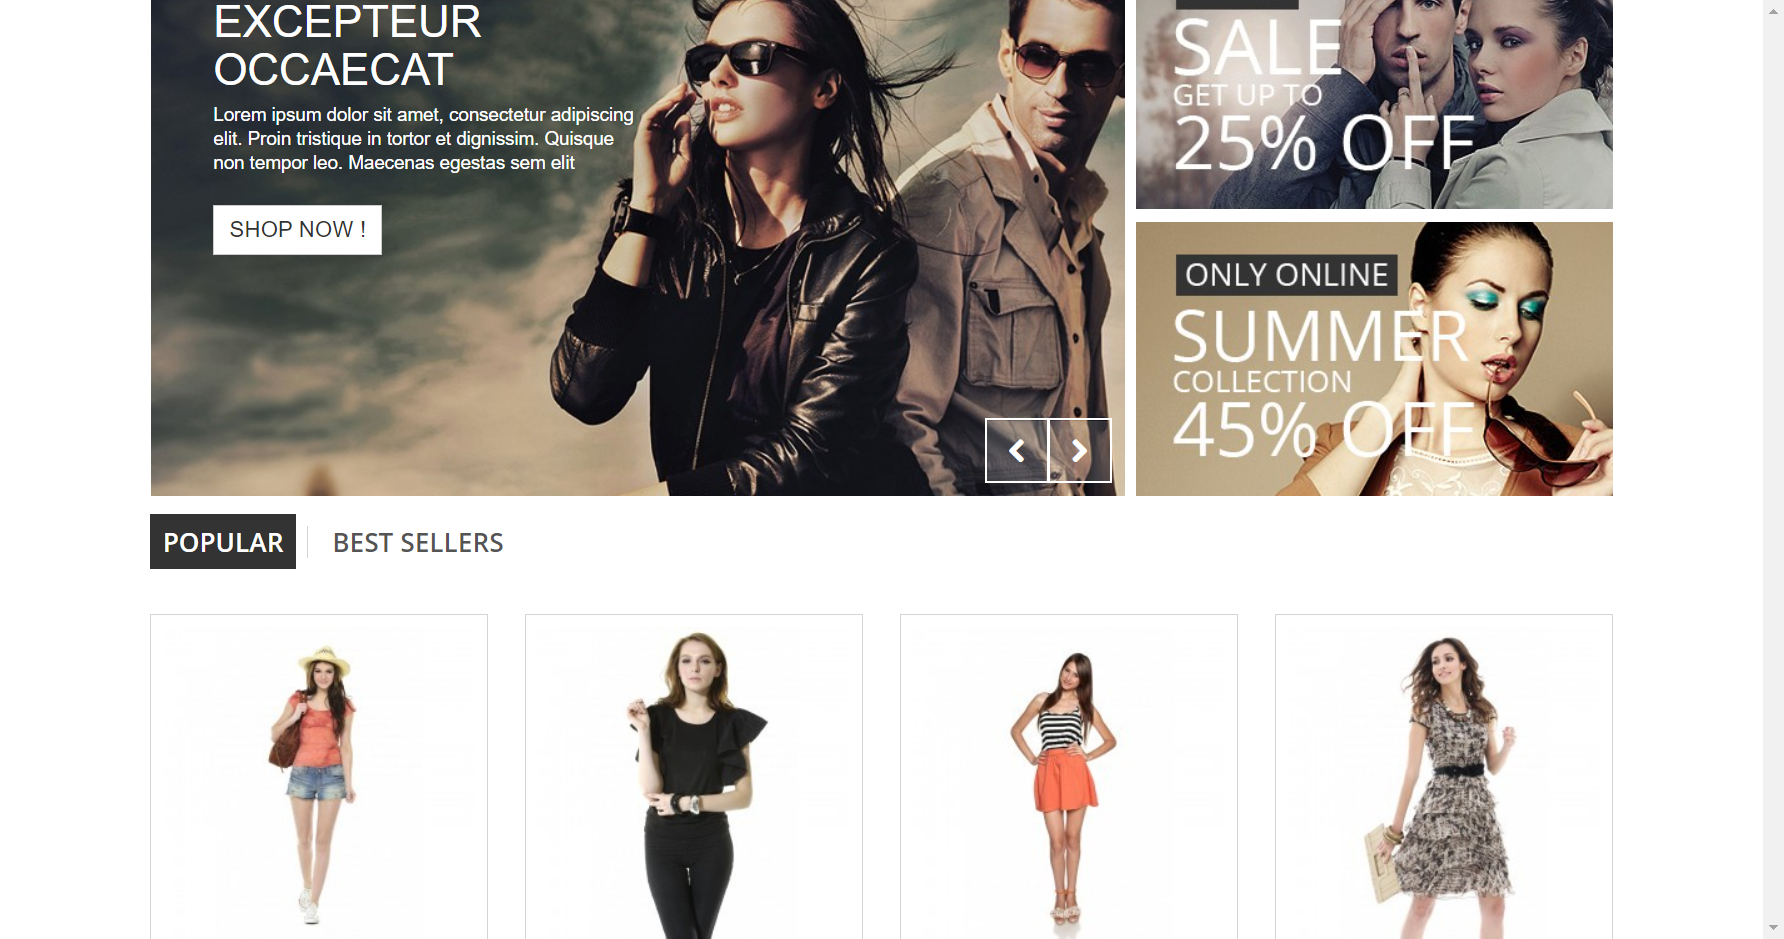 EXCEPTEUR
OCCAECAT
Lorem ipsum dolor sit amet, consectetur adipiscing
elit. Proin tristique in tortor et dignissim. Quisque
non tempor leo. Maecenas egestas sem elit
SHOP NOW !
SALE
GET UP TO
25% OFF
ONLY ONLINE
SUMMER
COLLECTION
45% OFF
POPULAR
BEST SELLERS